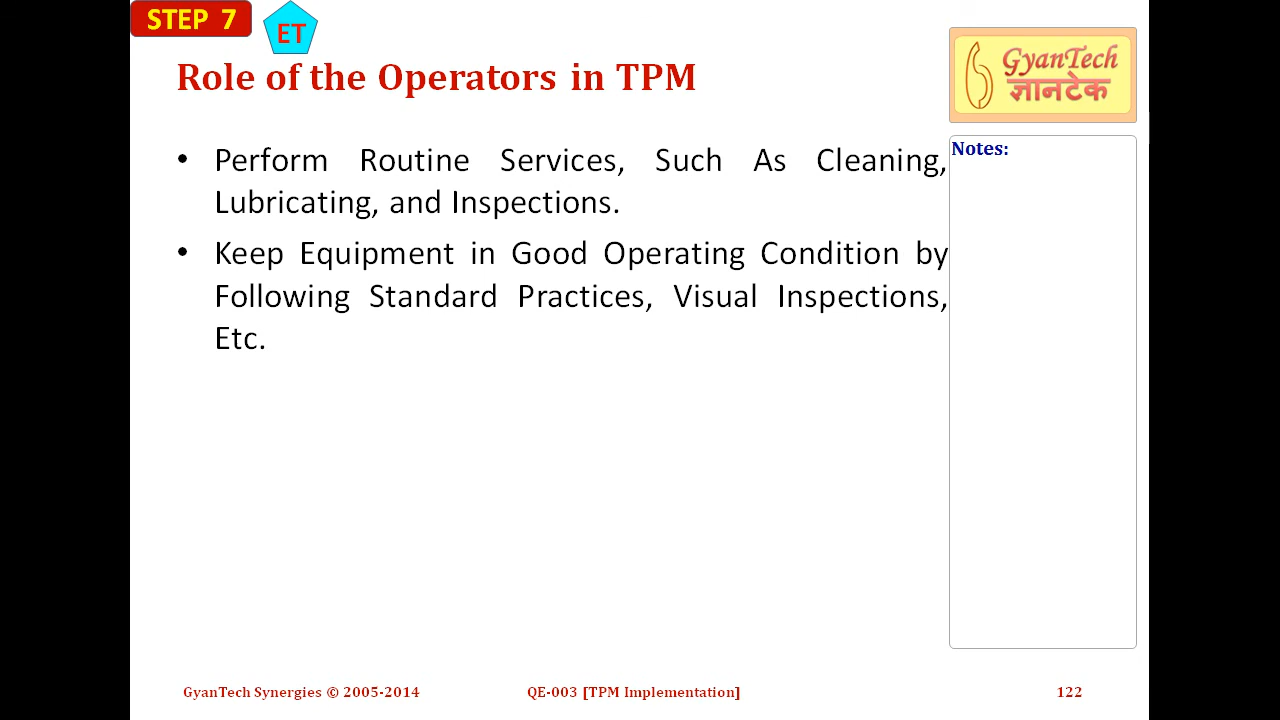 STEP 7
ET
Role of the Operators in TPM
GyanTech
ज्ञानटेक
• Perform Routine Services, Such As Cleaning,
Lubricating, and Inspections.
• Keep Equipment in Good Operating Condition by
Following Standard Practices, Visual Inspections,
Etc.
Notes:
GyanTech Synergies © 2005-2014
QE-003 [TPM Implementation]
122